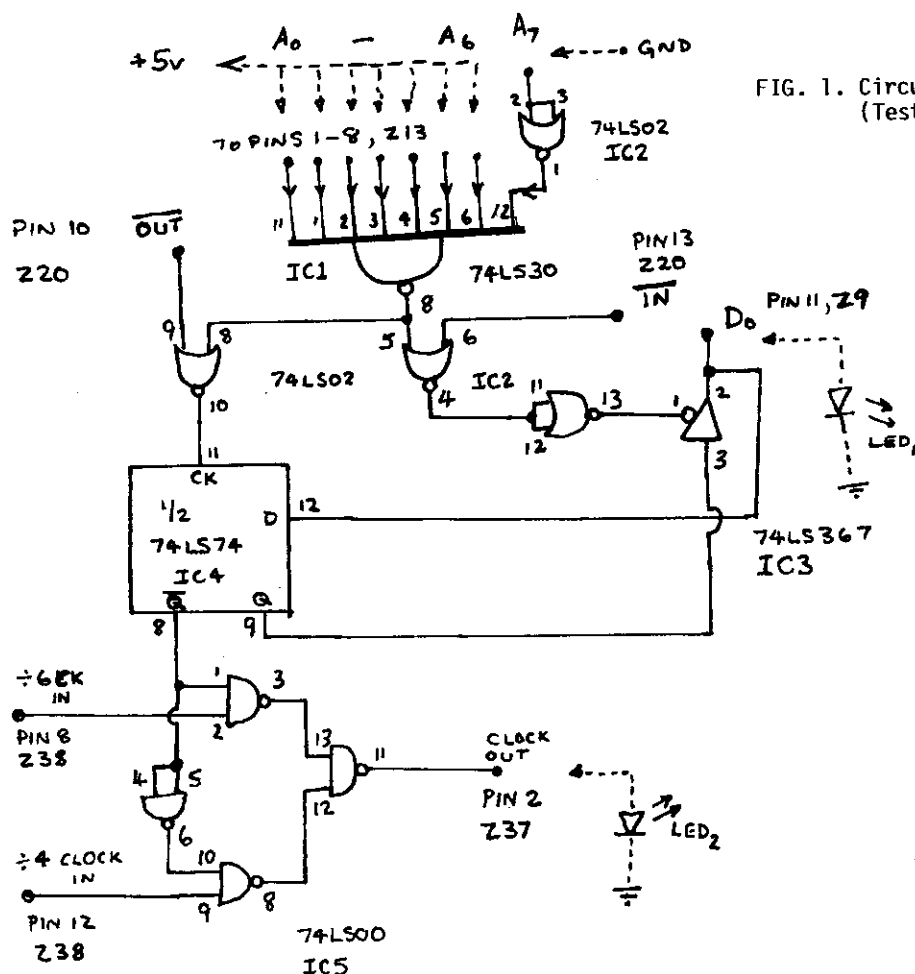 A0 — A6
A7
GND
+5v
FIG. 1. Circu
(Test
2 3
74LS02
IC2
1
70 PINS 1-8, Z13
11 1 2 3 4 5 6 12
PIN 10 OUT
Z20
IC1
74LS30
8
PIN 13
Z20
IN
9 8
5 6
D0
PIN 11, Z9
74LS02
IC2
4
10
11
12
13
1 2
3
LED1
11
CK
1/2
74LS74
IC4
D
12
Q Q
8 9
74LS367
IC3
÷6 CK
IN
PIN 8
Z38
1
2
3
4 5
6
13
12
11
CLOCK
OUT
PIN 2
Z37
LED2
÷4 CLOCK
IN
PIN 12
Z38
10
9
8
74LS00
IC5